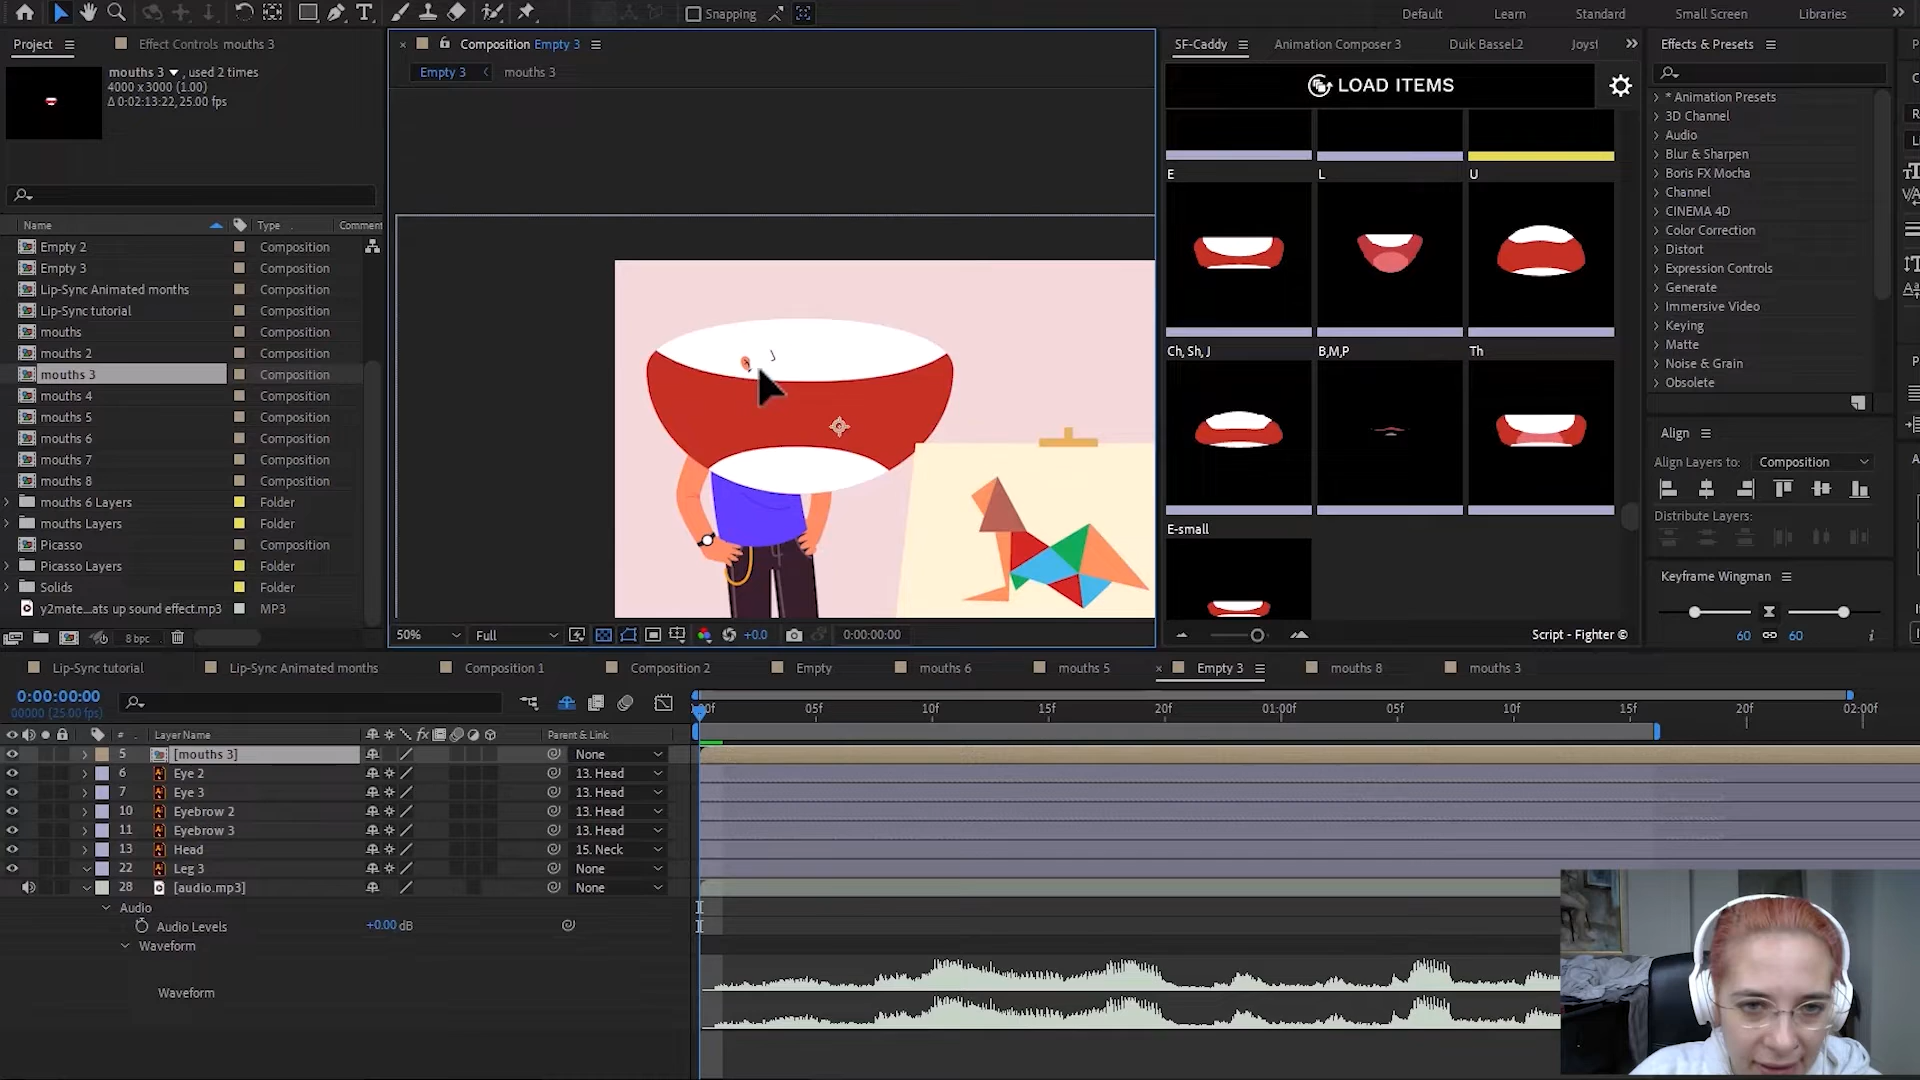 Snapping
Default
Learn
Standard
Small Screen
Libraries
Project
Effect Controls mouths 3
mouths 3 , used 2 times
4000 x 3000 (1.00)
Δ 0:02:13:22, 25.00 fps
Name
Type
Comment
Empty 2 Composition
Empty 3 Composition
Lip-Sync Animated months Composition
Lip-Sync tutorial Composition
mouths Composition
mouths 2 Composition
mouths 3 Composition
mouths 4 Composition
mouths 5 Composition
mouths 6 Composition
mouths 7 Composition
mouths 8 Composition
mouths 6 Layers Folder
mouths Layers Folder
Picasso Composition
Picasso Layers Folder
Solids Folder
y2mate...ats up sound effect.mp3 MP3
8 bpc
Composition Empty 3
Empty 3
mouths 3
50%
Full
+0.0
0:00:00:00
SF-Caddy
Animation Composer 3
Duik Bassel.2
Joyst
LOAD ITEMS
E
L
U
Ch, Sh, J
B,M,P
Th
E-small
Script - Fighter ©
Effects & Presets
* Animation Presets
3D Channel
Audio
Blur & Sharpen
Boris FX Mocha
Channel
CINEMA 4D
Color Correction
Distort
Expression Controls
Generate
Immersive Video
Keying
Matte
Noise & Grain
Obsolete
Align
Align Layers to: Composition
Distribute Layers:
Keyframe Wingman
60 60
Lip-Sync tutorial
Lip-Sync Animated months
Composition 1
Composition 2
Empty
mouths 6
mouths 5
Empty 3
mouths 8
mouths 3
0:00:00:00
00000 (25.00 fps)
:00f 05f 10f 15f 20f 01:00f 05f 10f 15f 20f 02:00f
# Layer Name fx Parent & Link
5 [mouths 3] None
6 Eye 2 13. Head
7 Eye 3 13. Head
10 Eyebrow 2 13. Head
11 Eyebrow 3 13. Head
13 Head 15. Neck
22 Leg 3 None
28 [audio.mp3] None
Audio
Audio Levels +0.00 dB
Waveform
Waveform